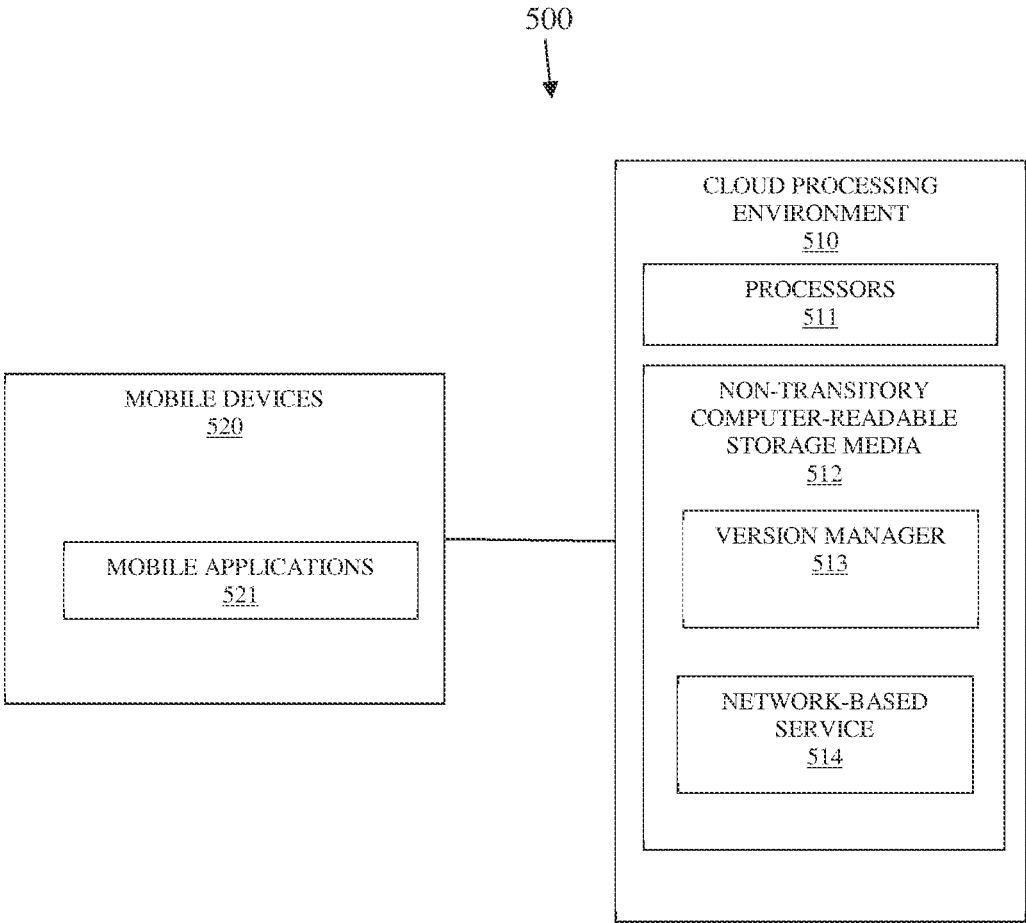 500
CLOUD PROCESSING
ENVIRONMENT
510
PROCESSORS
511
NON-TRANSITORY
COMPUTER-READABLE
STORAGE MEDIA
512
VERSION MANAGER
513
NETWORK-BASED
SERVICE
514
MOBILE DEVICES
520
MOBILE APPLICATIONS
521